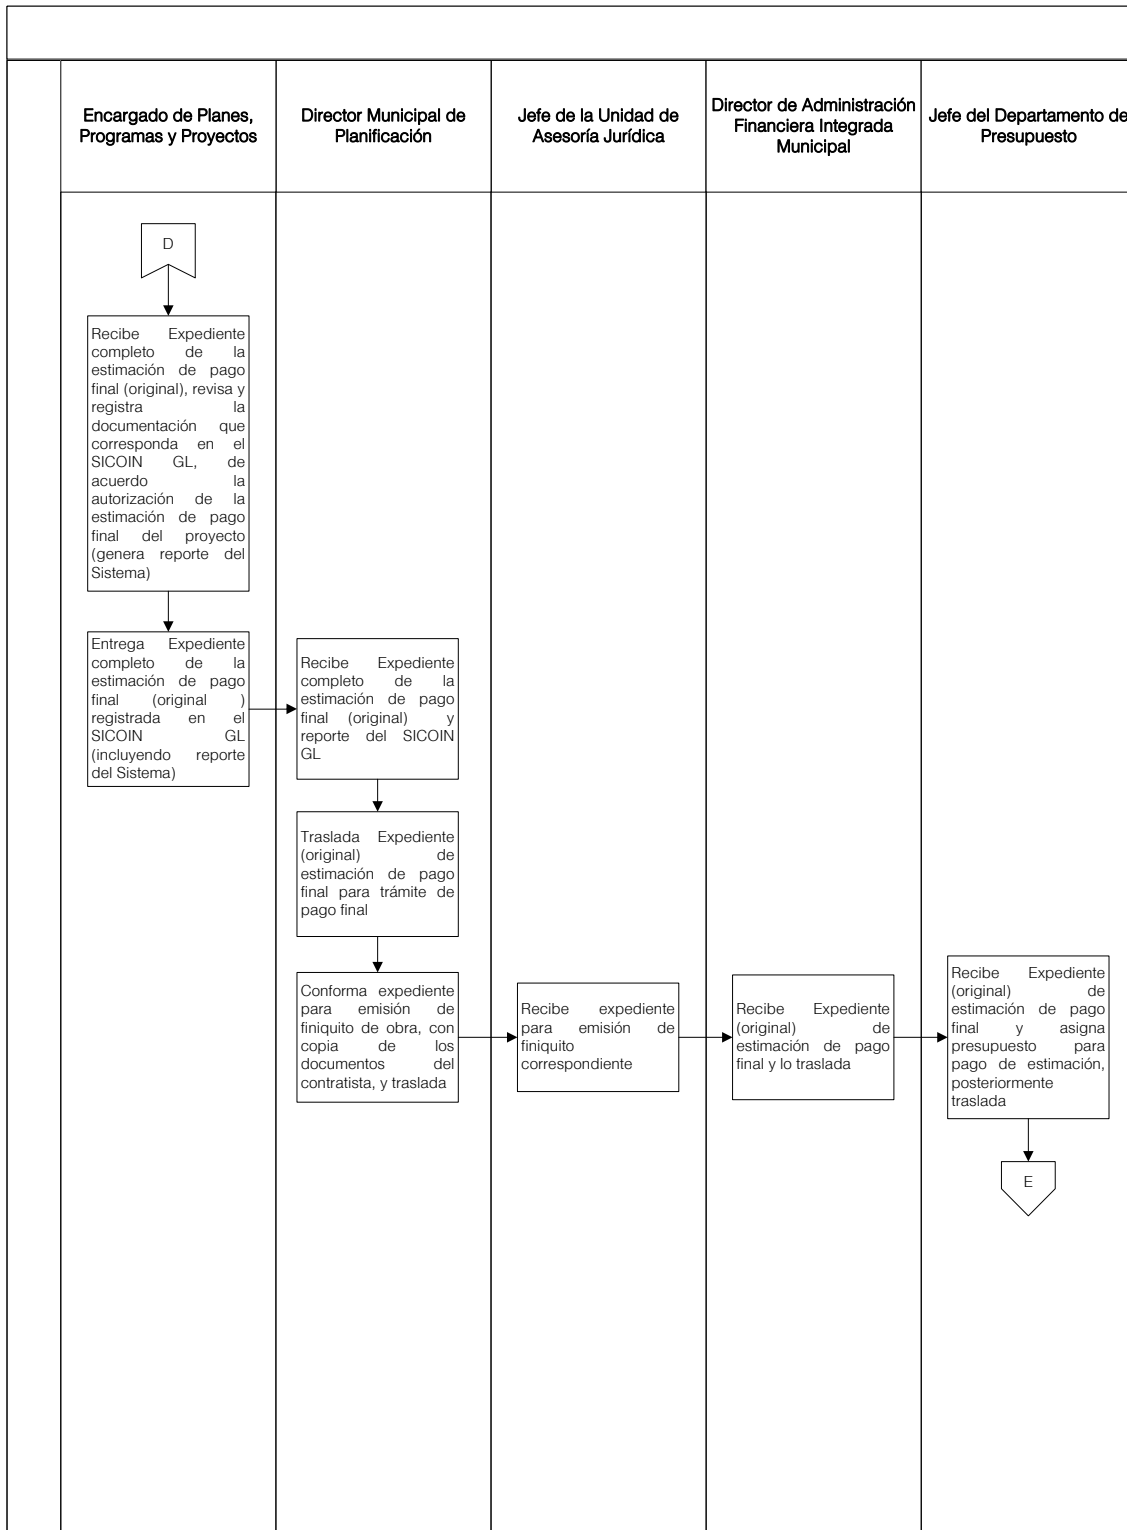 Encargado de Planes,
Programas y Proyectos
Director Municipal de
Planificación
Jefe de la Unidad de
Asesoría Jurídica
Director de Administración
Financiera Integrada
Municipal
Jefe del Departamento de
Presupuesto
D
Recibe Expediente
completo de la
estimación de pago
final (original), revisa y
registra la
documentación que
corresponda en el
SICOIN GL, de
acuerdo la
autorización de la
estimación de pago
final del proyecto
(genera reporte del
Sistema)
Entrega Expediente
completo de la
estimación de pago
final (original )
registrada en el
SICOIN GL
(incluyendo reporte
del Sistema)
Recibe Expediente
completo de la
estimación de pago
final (original) y
reporte del SICOIN
GL
Traslada Expediente
(original) de
estimación de pago
final para trámite de
pago final
Conforma expediente
para emisión de
finiquito de obra, con
copia de los
documentos del
contratista, y traslada
Recibe expediente
para emisión de
finiquito
correspondiente
Recibe Expediente
(original) de
estimación de pago
final y lo traslada
Recibe Expediente
(original) de
estimación de pago
final y asigna
presupuesto para
pago de estimación,
posteriormente
traslada
E